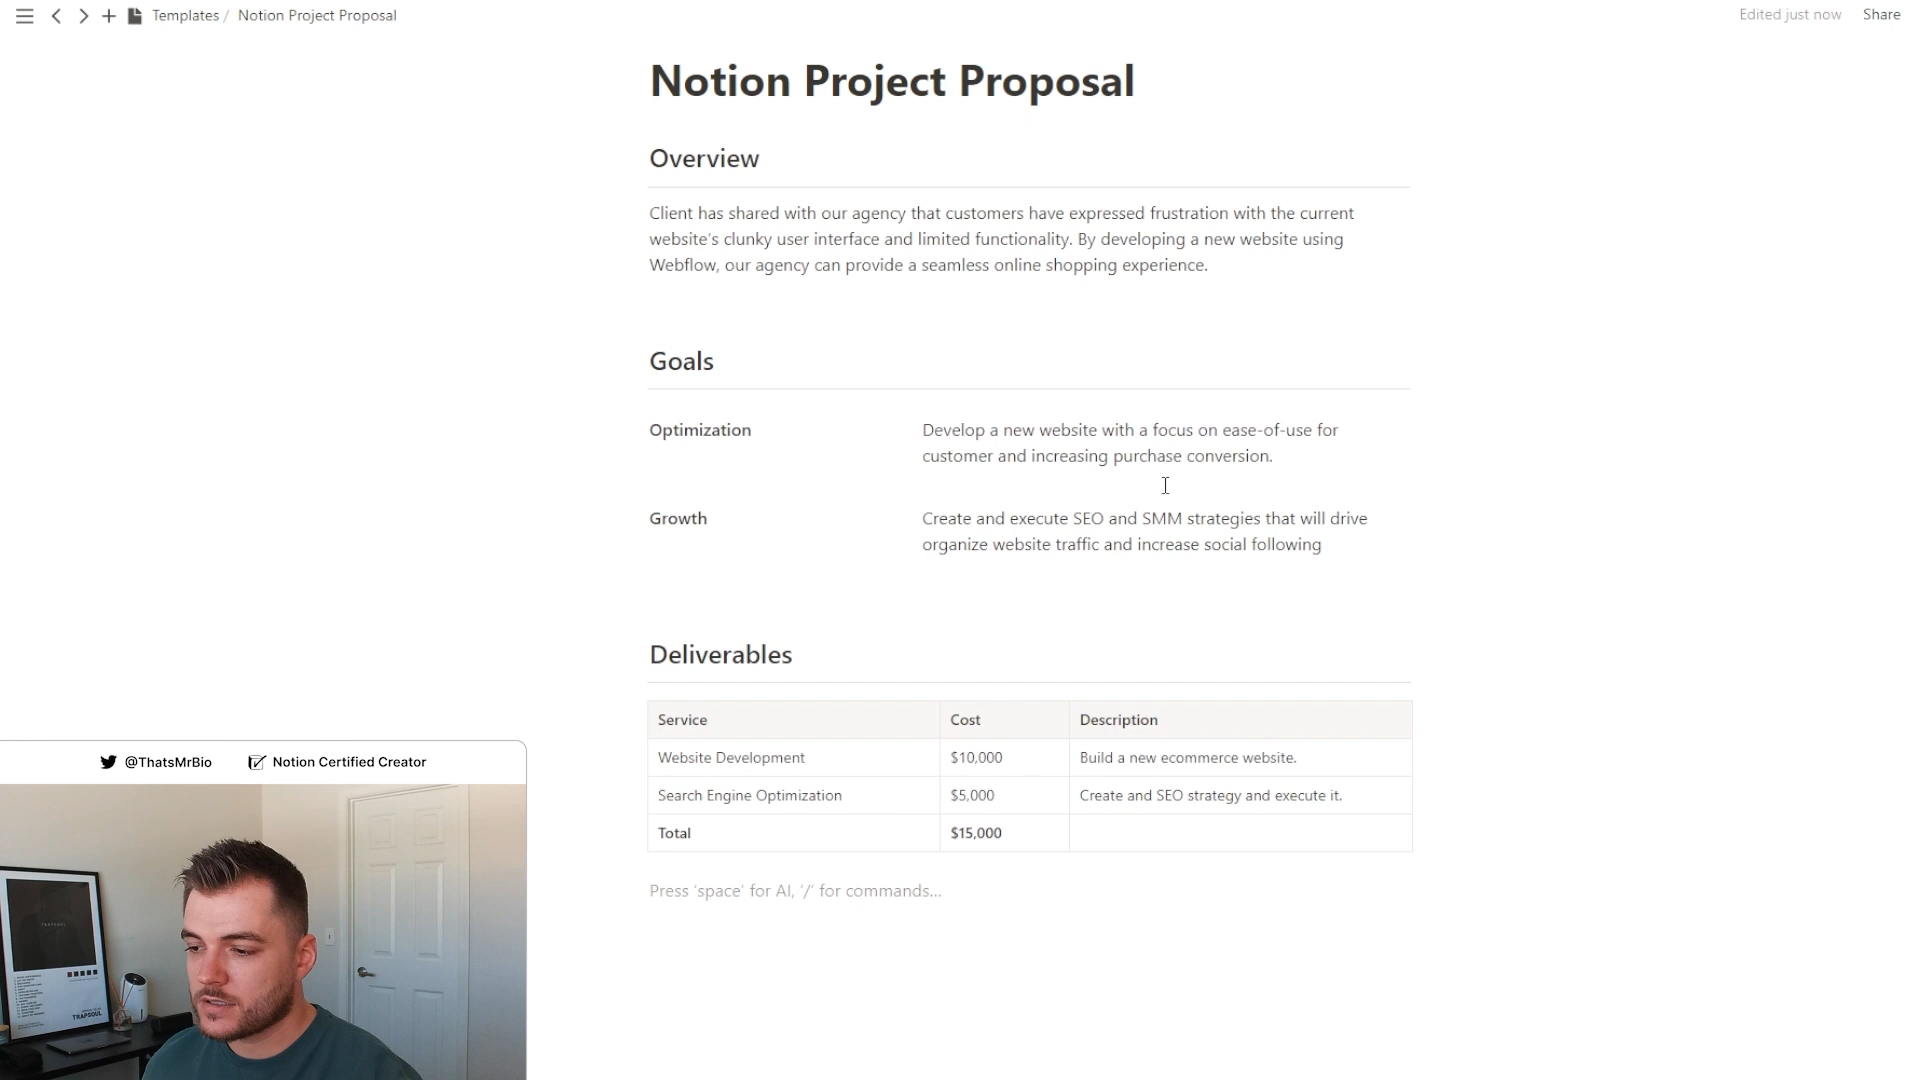 Templates / Notion Project Proposal
Edited just now Share
Notion Project Proposal
Overview
Client has shared with our agency that customers have expressed frustration with the current
website's clunky user interface and limited functionality. By developing a new website using
Webflow, our agency can provide a seamless online shopping experience.
Goals
Optimization
Develop a new website with a focus on ease-of-use for
customer and increasing purchase conversion.
Growth
Create and execute SEO and SMM strategies that will drive
organize website traffic and increase social following
Deliverables
Service Cost Description
Website Development $10,000 Build a new ecommerce website.
Search Engine Optimization $5,000 Create and SEO strategy and execute it.
Total $15,000
Press 'space' for AI, '/' for commands…
@ThatsMrBio Notion Certified Creator
TRAPSOUL
TRAPSOUL